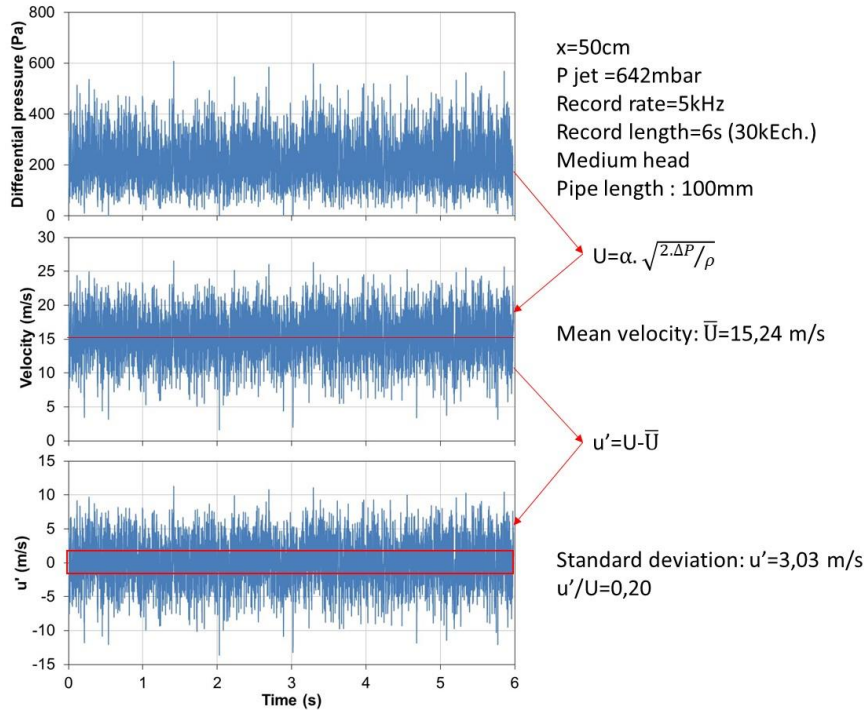 800
600
400
200
0
Differential pressure (Pa)
x=50cm
P jet =642mbar
Record rate=5kHz
Record length=6s (30kEch.)
Medium head
Pipe length : 100mm
30
25
20
15
10
5
0
Velocity (m/s)
U=α. √2.ΔP/ρ
Mean velocity: U̅=15,24 m/s
u’=U-U̅
15
10
5
0
-5
-10
-15
u' (m/s)
0 1 2 3 4 5 6
Time (s)
Standard deviation: u’=3,03 m/s
u’/U=0,20